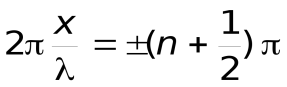 2π x/λ = ±(n + 1/2) π